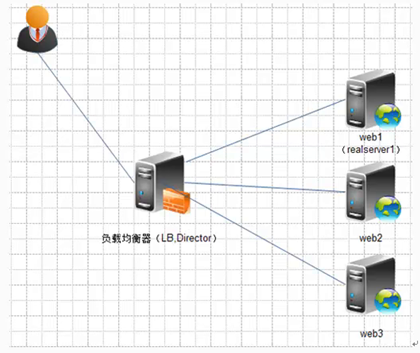 web1
（realserver1）
负载均衡器（LB,Director）
web2
web3